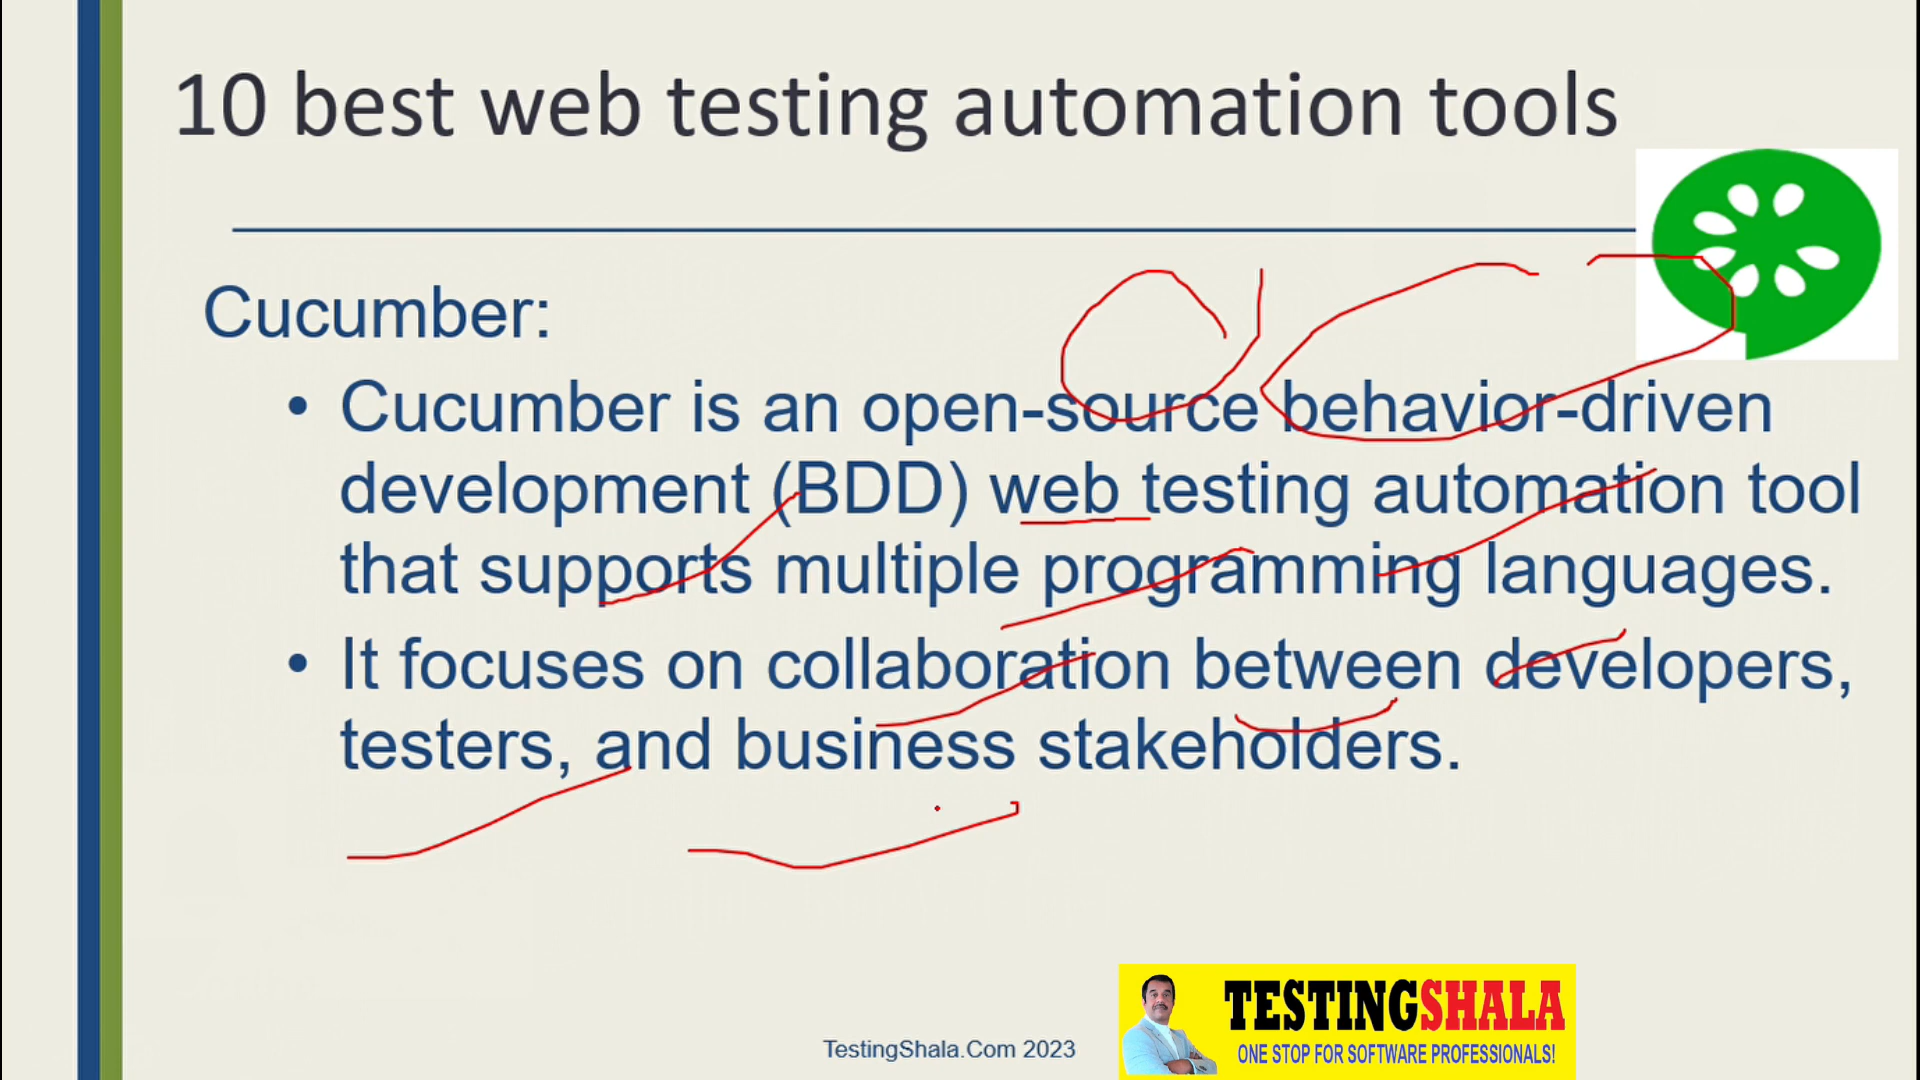 10 best web testing automation tools
Cucumber:
• Cucumber is an open-source behavior-driven
development (BDD) web testing automation tool
that supports multiple programming languages.
• It focuses on collaboration between developers,
testers, and business stakeholders.
TESTINGSHALA
ONE STOP FOR SOFTWARE PROFESSIONALS!
TestingShala.Com 2023